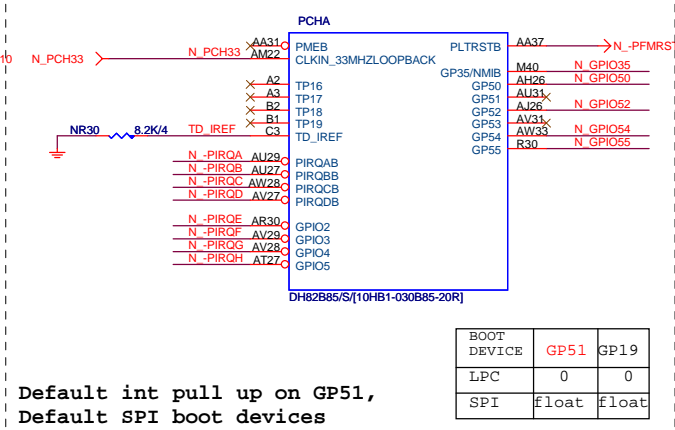 PCHA
AA31 PMEB PLTRSTB AA37 N_-PFMRST
10 N_PCH33 N_PCH33 AM22 CLKIN_33MHZLOOPBACK
GP35/NMIB M40 N_GPIO35
A2 TP16 GP50 AH26 N_GPIO50
A3 TP17 GP51 AU31
B2 TP18 GP52 AJ26 N_GPIO52
B1 TP19 GP53 AV31
NR30 8.2K/4 TD_IREF C3 TD_IREF GP54 AW33 N_GPIO54
GP55 R30 N_GPIO55
N_-PIRQA AU29 PIRQAB
N_-PIRQB AU27 PIRQBB
N_-PIRQC AW28 PIRQCB
N_-PIRQD AV27 PIRQDB
N_-PIRQE AR30 GPIO2
N_-PIRQF AV29 GPIO3
N_-PIRQG AV28 GPIO4
N_-PIRQH AT27 GPIO5
DH82B85/S/[10HB1-030B85-20R]
BOOT
DEVICE GP51 GP19
LPC 0 0
SPI float float
Default int pull up on GP51,
Default SPI boot devices